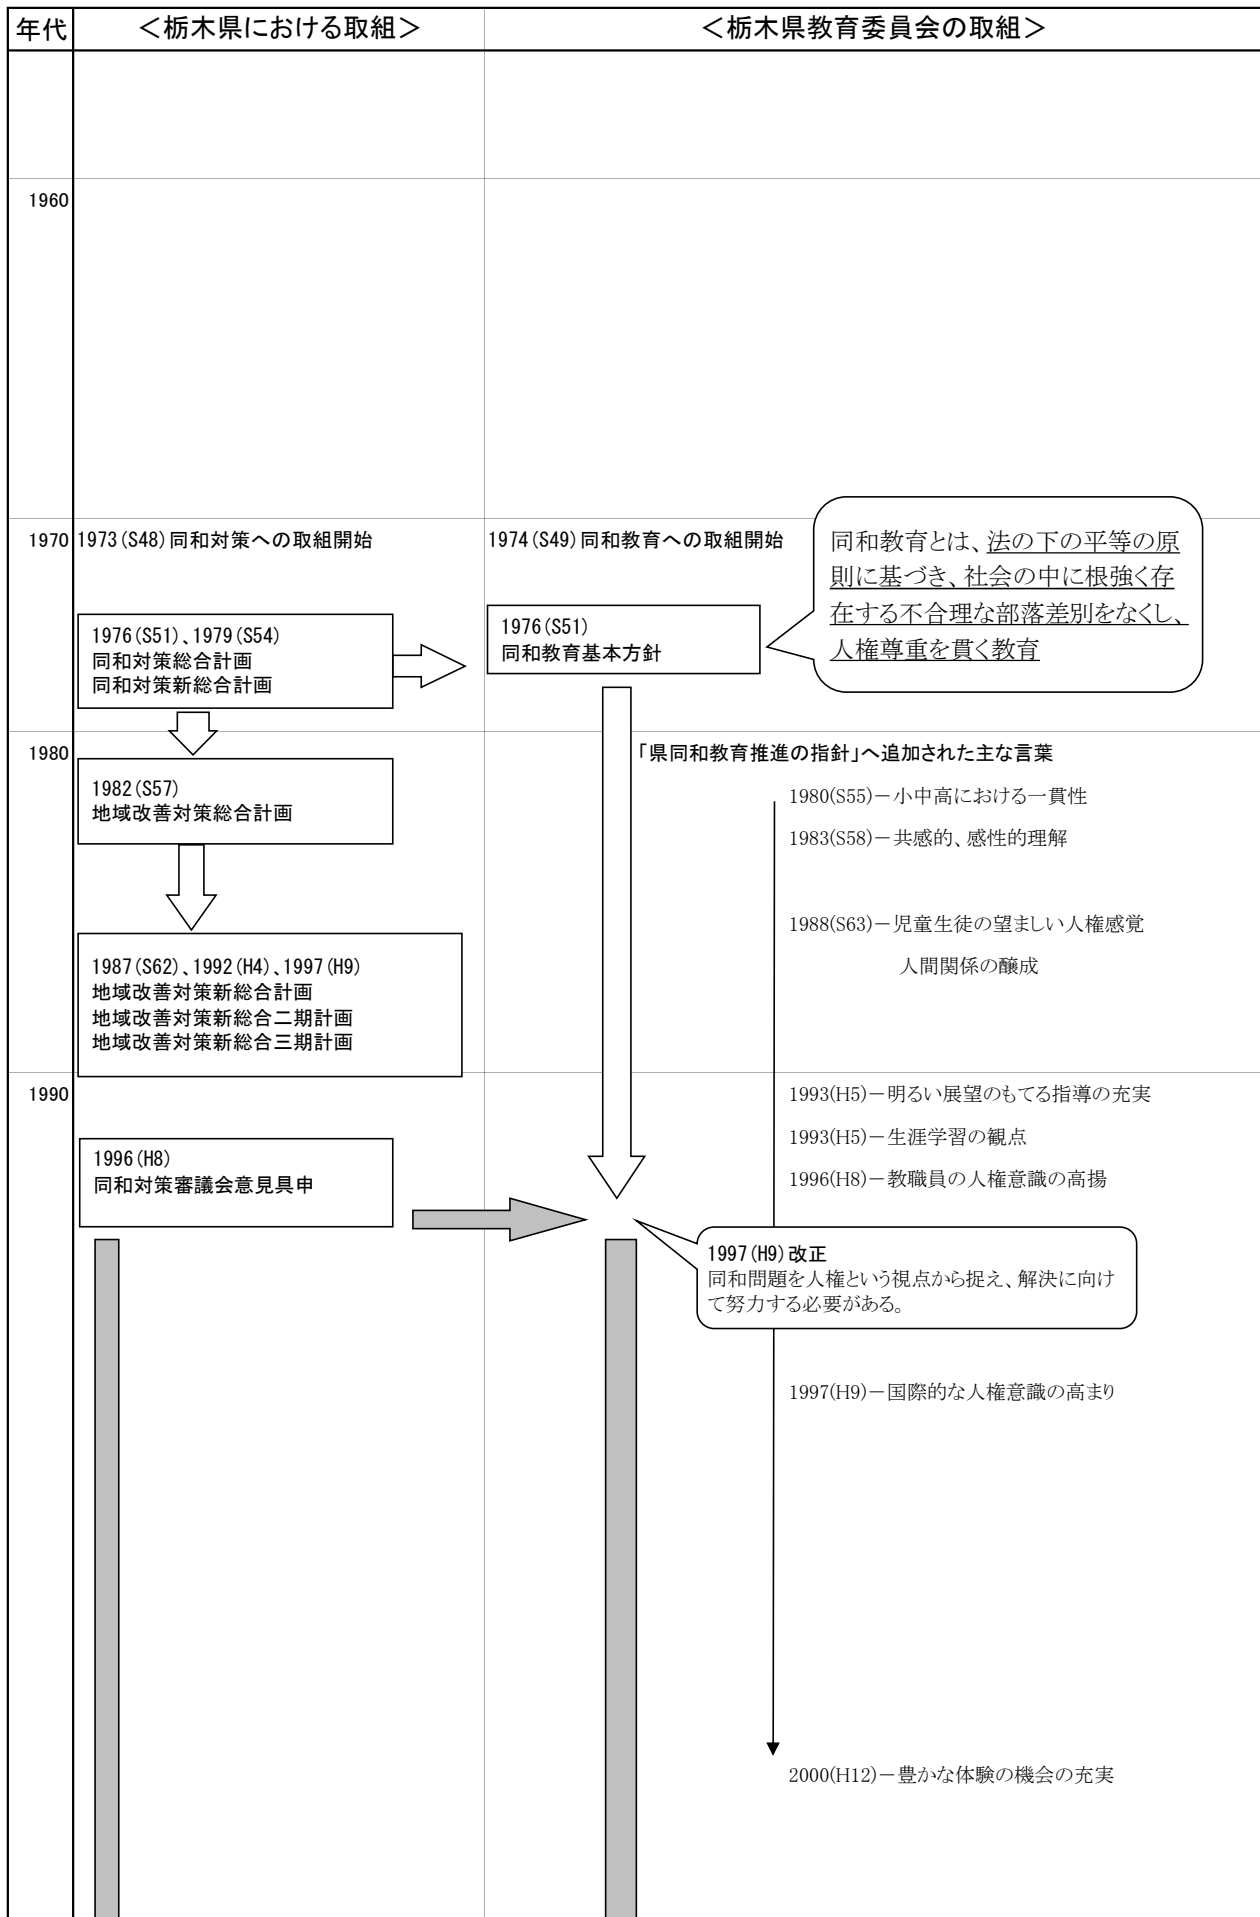 年代
＜栃木県における取組＞
＜栃木県教育委員会の取組＞
1960
1970
1973(S48)同和対策への取組開始
1974(S49)同和教育への取組開始
同和教育とは、法の下の平等の原
則に基づき、社会の中に根強く存
在する不合理な部落差別をなくし、
人権尊重を貫く教育
1976(S51)、1979(S54)
同和対策総合計画
同和対策新総合計画
1976(S51)
同和教育基本方針
1980
「県同和教育推進の指針」へ追加された主な言葉
1982(S57)
地域改善対策総合計画
1980(S55)－小中高における一貫性
1983(S58)－共感的、感性的理解
1988(S63)－児童生徒の望ましい人権感覚
人間関係の醸成
1987(S62)、1992(H4)、1997(H9)
地域改善対策新総合計画
地域改善対策新総合二期計画
地域改善対策新総合三期計画
1990
1993(H5)－明るい展望のもてる指導の充実
1993(H5)－生涯学習の観点
1996(H8)－教職員の人権意識の高揚
1996(H8)
同和対策審議会意見具申
1997(H9)改正
同和問題を人権という視点から捉え、解決に向け
て努力する必要がある。
1997(H9)－国際的な人権意識の高まり
2000(H12)－豊かな体験の機会の充実